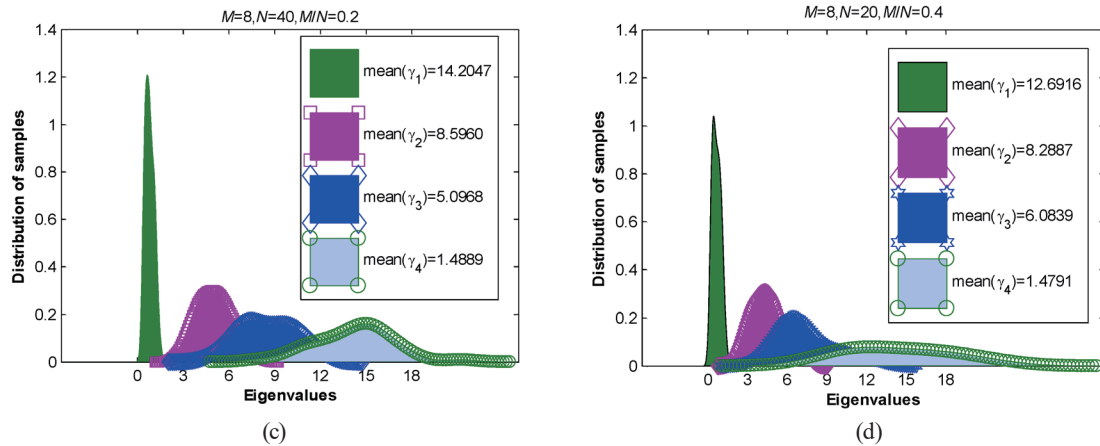 M=8,N=40,M/N=0.2
1.4
1.2
1
0.8
0.6
0.4
0.2
0
Distribution of samples
mean(γ1)=14.2047
mean(γ2)=8.5960
mean(γ3)=5.0968
mean(γ4)=1.4889
0 3 6 9 12 15 18
Eigenvalues
(c)
M=8,N=20,M/N=0.4
1.4
1.2
1
0.8
0.6
0.4
0.2
0
Distribution of samples
mean(γ1)=12.6916
mean(γ2)=8.2887
mean(γ3)=6.0839
mean(γ4)=1.4791
0 3 6 9 12 15 18
Eigenvalues
(d)